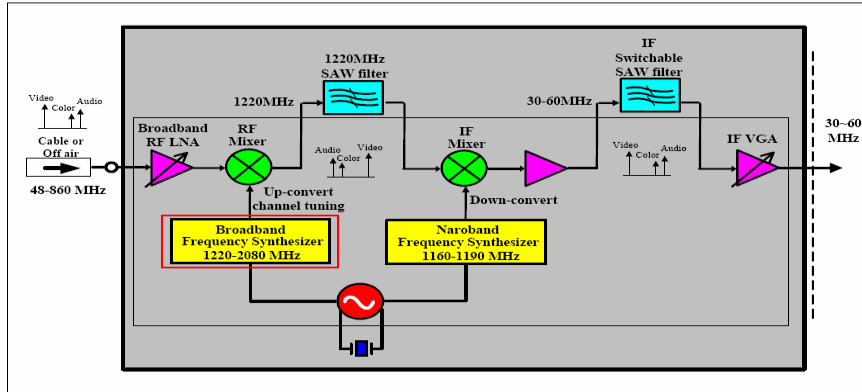 1220MHz
SAW filter
IF
Switchable
SAW filter
Video
Color
Audio
1220MHz
30-60MHz
Broadband
RF LNA
RF
Mixer
IF
Mixer
IF VGA
30~60
MHz
Cable or
Off air
48-860 MHz
Audio
Color
Video
Video
Color
Audio
Up-convert
channel tuning
Down-convert
Broadband
Frequency Synthesizer
1220-2080 MHz
Naroband
Frequency Synthesizer
1160-1190 MHz